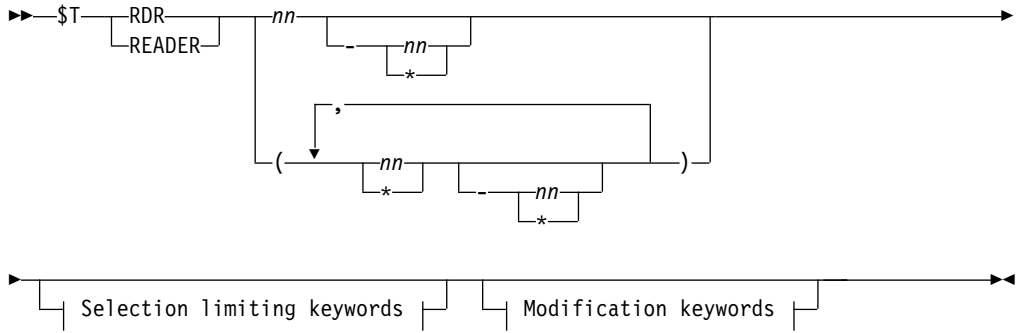 $T RDR nn
READER - nn
*
,
( nn )
* - nn
*
Selection limiting keywords Modification keywords